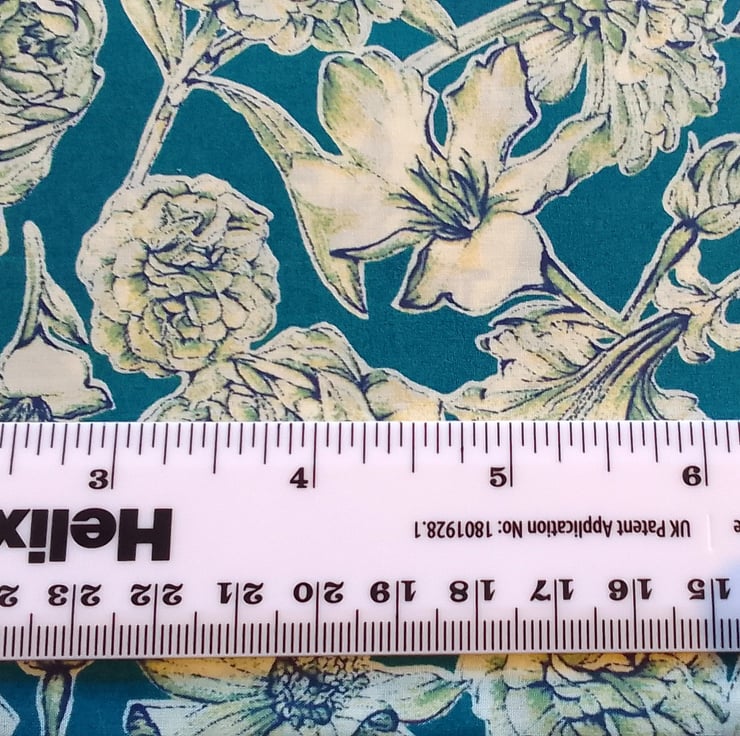 3 4 5 6
Helix
UK Patent Application No: 1801928.1
15 16 17 18 19 20 21 22 23